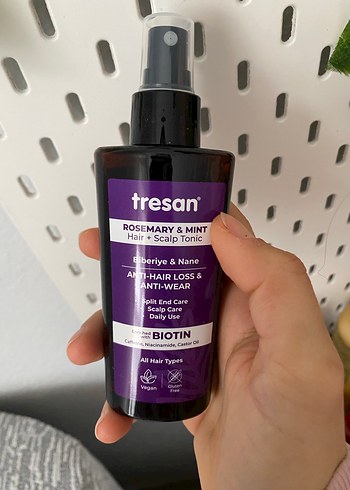 tresan®
ROSEMARY & MINT
Hair + Scalp Tonic
Biberiye & Nane
ANTI-HAIR LOSS &
ANTI-WEAR
Split End Care
Scalp Care
Daily Use
with BIOTIN
Caffeine, Niacinamide, Castor Oil
All Hair Types
Vegan
Gluten
Free